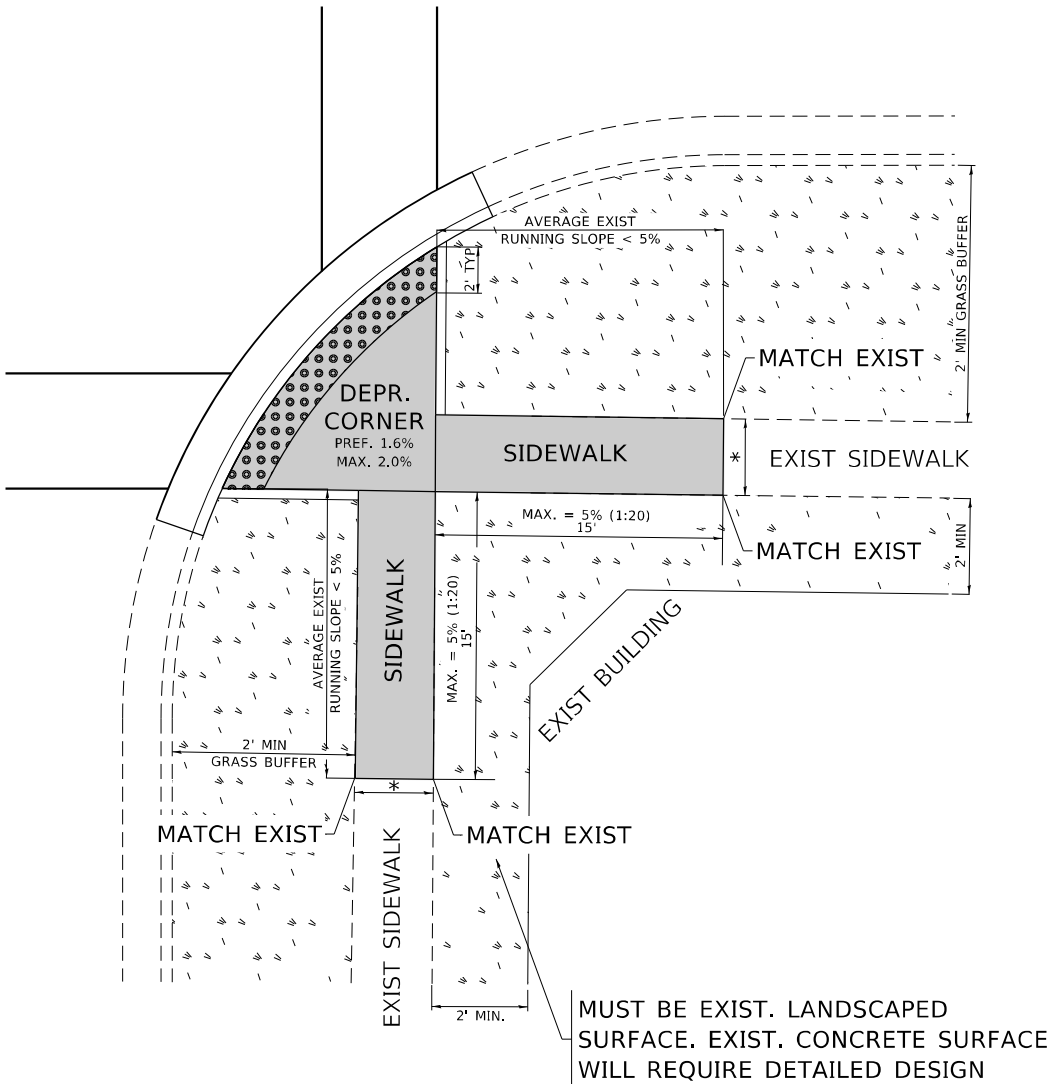 AVERAGE EXIST
RUNNING SLOPE < 5%
2' TYP
2' MIN GRASS BUFFER
MATCH EXIST
DEPR.
CORNER
PREF. 1.6%
MAX. 2.0%
SIDEWALK
*
EXIST SIDEWALK
MAX. = 5% (1:20)
15'
MATCH EXIST
2' MIN
AVERAGE EXIST
RUNNING SLOPE < 5%
SIDEWALK
MAX. = 5% (1:20)
15'
EXIST BUILDING
2' MIN
GRASS BUFFER
*
MATCH EXIST
MATCH EXIST
EXIST SIDEWALK
2' MIN.
MUST BE EXIST. LANDSCAPED
SURFACE. EXIST. CONCRETE SURFACE
WILL REQUIRE DETAILED DESIGN